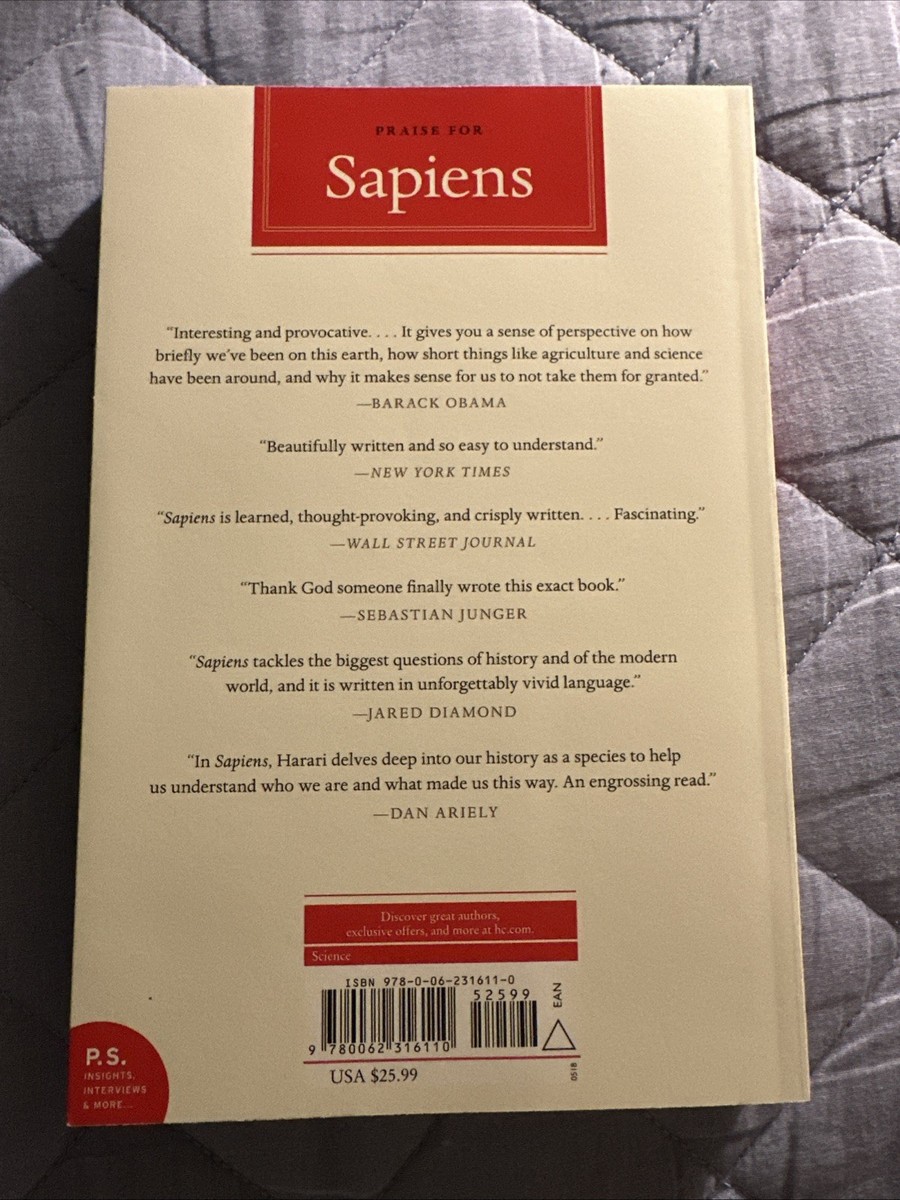 PRAISE FOR
Sapiens
“Interesting and provocative. . . . It gives you a sense of perspective on how
briefly we’ve been on this earth, how short things like agriculture and science
have been around, and why it makes sense for us to not take them for granted.”
—BARACK OBAMA
“Beautifully written and so easy to understand.”
—NEW YORK TIMES
“Sapiens is learned, thought-provoking, and crisply written. . . . Fascinating.”
—WALL STREET JOURNAL
“Thank God someone finally wrote this exact book.”
—SEBASTIAN JUNGER
“Sapiens tackles the biggest questions of history and of the modern
world, and it is written in unforgettably vivid language.”
—JARED DIAMOND
“In Sapiens, Harari delves deep into our history as a species to help
us understand who we are and what made us this way. An engrossing read.”
—DAN ARIELY
Discover great authors,
exclusive offers, and more at hc.com.
Science
ISBN 978-0-06-231611-0
52599
EAN
9 780062 316110
USA $25.99
0518
P.S.
INSIGHTS,
INTERVIEWS
& MORE...